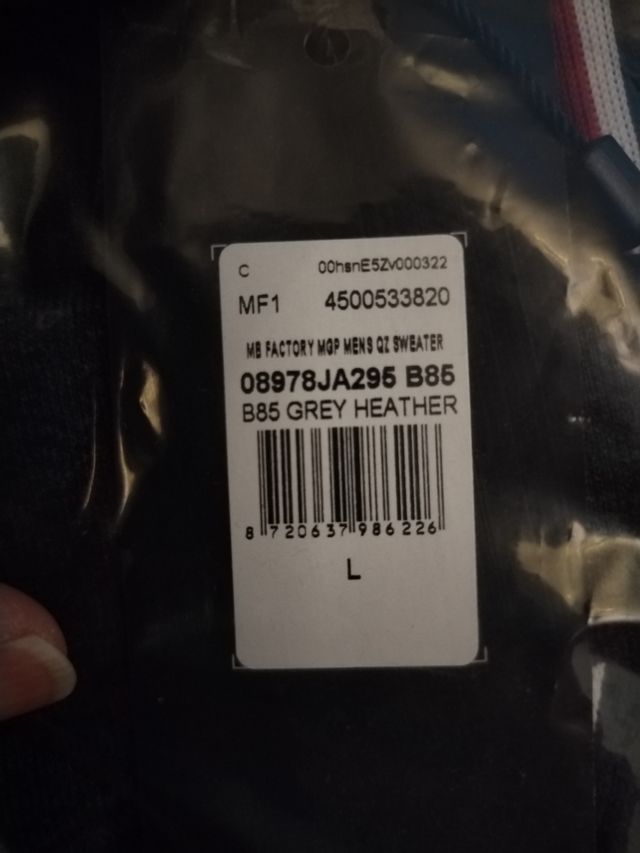 C 00hsnE5Zv000322
MF1 4500533820
MB FACTORY MGP MENS QZ SWEATER
08978JA295 B85
B85 GREY HEATHER
8 720637 986226
L